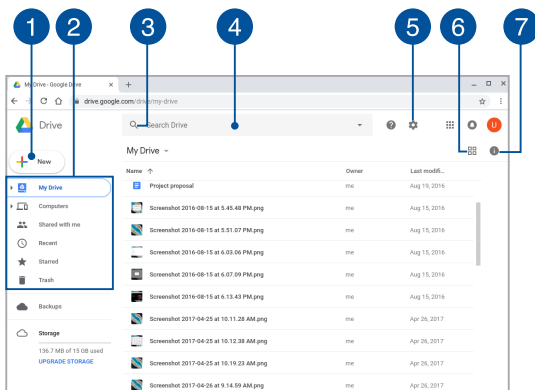 1 2 3 4 5 6 7
My Drive - Google Drive
drive.google.com/drive/my-drive
Drive
Search Drive
U
New
My Drive
Name Owner Last modifi...
My Drive
Computers
Shared with me
Recent
Starred
Trash
Backups
Storage
136.7 MB of 15 GB used
UPGRADE STORAGE
Project proposal me Aug 19, 2016
Screenshot 2016-08-15 at 5.45.48 PM.png me Aug 15, 2016
Screenshot 2016-08-15 at 5.51.07 PM.png me Aug 15, 2016
Screenshot 2016-08-15 at 6.03.06 PM.png me Aug 15, 2016
Screenshot 2016-08-15 at 6.07.09 PM.png me Aug 15, 2016
Screenshot 2016-08-15 at 6.13.43 PM.png me Aug 15, 2016
Screenshot 2017-04-25 at 10.11.28 AM.png me Apr 26, 2017
Screenshot 2017-04-25 at 10.12.38 AM.png me Apr 26, 2017
Screenshot 2017-04-25 at 10.19.23 AM.png me Apr 26, 2017
Screenshot 2017-04-26 at 9.14.59 AM.png me Apr 26, 2017